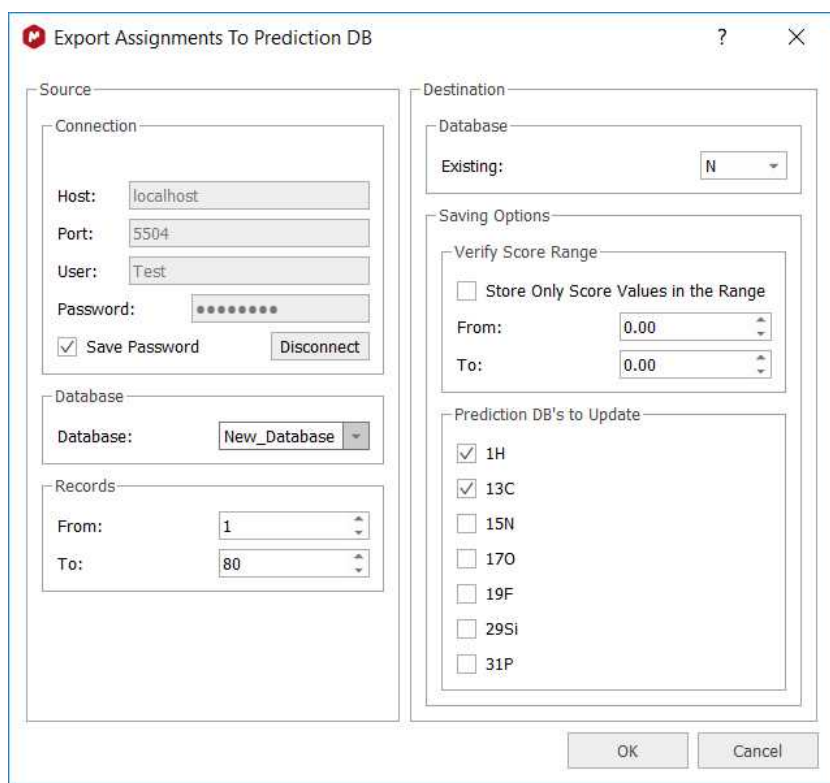 Export Assignments To Prediction DB
?
Source
Connection
Host: localhost
Port: 5504
User: Test
Password: ●●●●●●●●
Save Password Disconnect
Database
Database: New_Database
Records
From: 1
To: 80
Destination
Database
Existing: N
Saving Options
Verify Score Range
Store Only Score Values in the Range
From: 0.00
To: 0.00
Prediction DB's to Update
1H
13C
15N
17O
19F
29Si
31P
OK Cancel